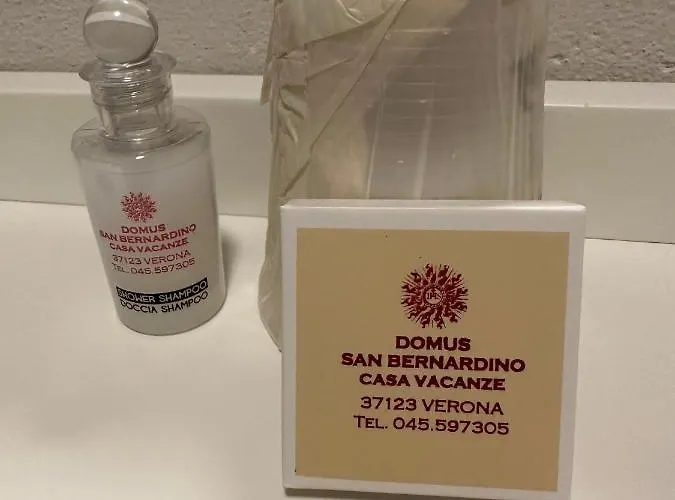 DOMUS
SAN BERNARDINO
CASA VACANZE
37123 VERONA
TEL. 045.597305
SHOWER SHAMPOO
DOCCIA SHAMPOO
IHS
DOMUS
SAN BERNARDINO
CASA VACANZE
37123 VERONA
TEL. 045.597305